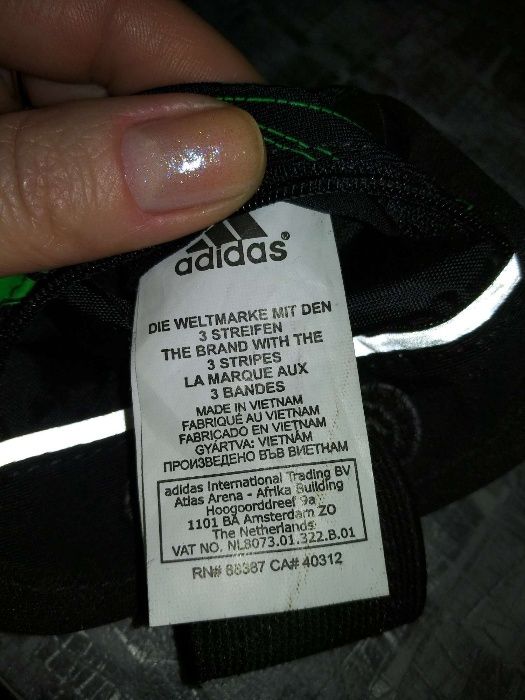 adidas®
DIE WELTMARKE MIT DEN
3 STREIFEN
THE BRAND WITH THE
3 STRIPES
LA MARQUE AUX
3 BANDES
MADE IN VIETNAM
FABRIQUÉ AU VIETNAM
FABRICADO EN VIETNAM
GYÁRTVA: VIETNÁM
ПРОИЗВЕДЕНО ВЪВ ВИЕТНАМ
adidas International Trading BV
Atlas Arena - Afrika Building
Hoogoorddreef 9a
1101 BA Amsterdam ZO
The Netherlands
VAT NO. NL8073.01.322.B.01
RN# 88387 CA# 40312